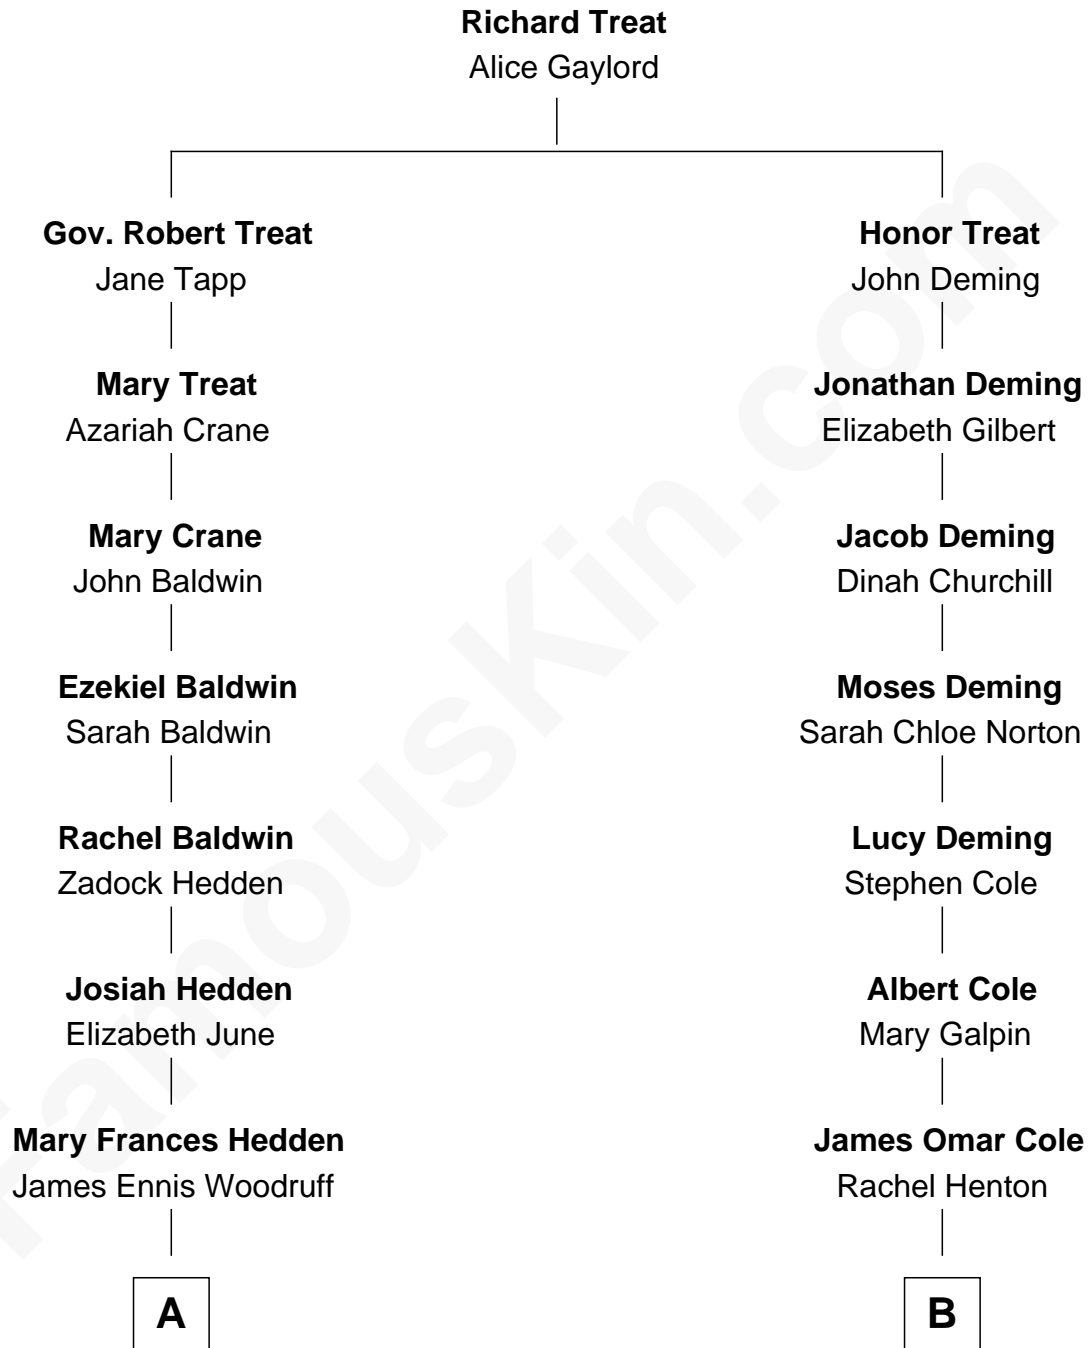 Richard Treat
Alice Gaylord
Gov. Robert Treat
Jane Tapp
Mary Treat
Azariah Crane
Mary Crane
John Baldwin
Ezekiel Baldwin
Sarah Baldwin
Rachel Baldwin
Zadock Hedden
Josiah Hedden
Elizabeth June
Mary Frances Hedden
James Ennis Woodruff
A
Honor Treat
John Deming
Jonathan Deming
Elizabeth Gilbert
Jacob Deming
Dinah Churchill
Moses Deming
Sarah Chloe Norton
Lucy Deming
Stephen Cole
Albert Cole
Mary Galpin
James Omar Cole
Rachel Henton
B
FamousKin.com